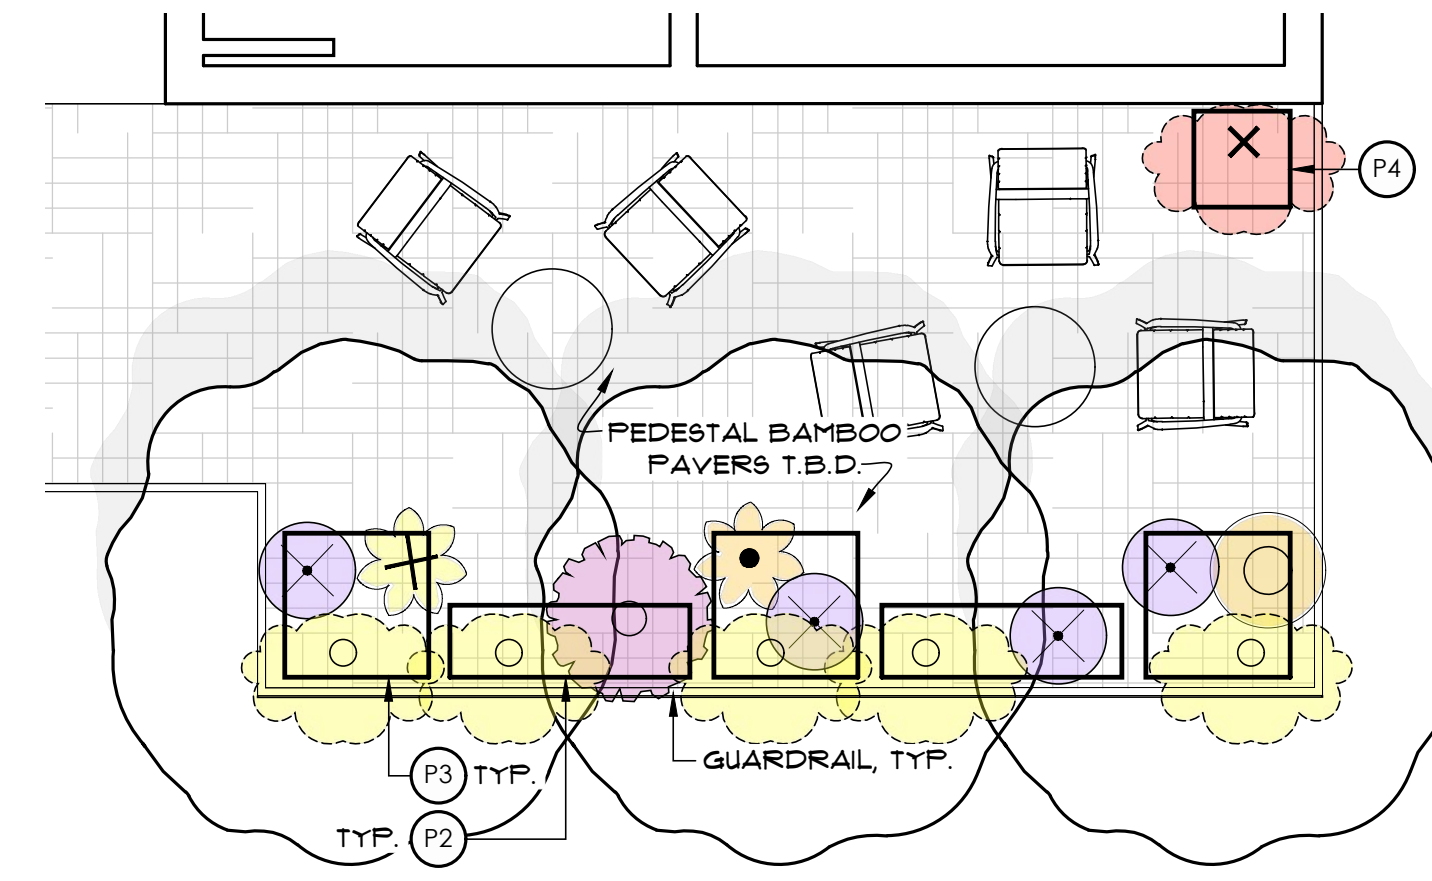 P4
PEDESTAL BAMBOO
PAVERS T.B.D.
GUARDRAIL, TYP.
P3 TYP.
TYP. P2